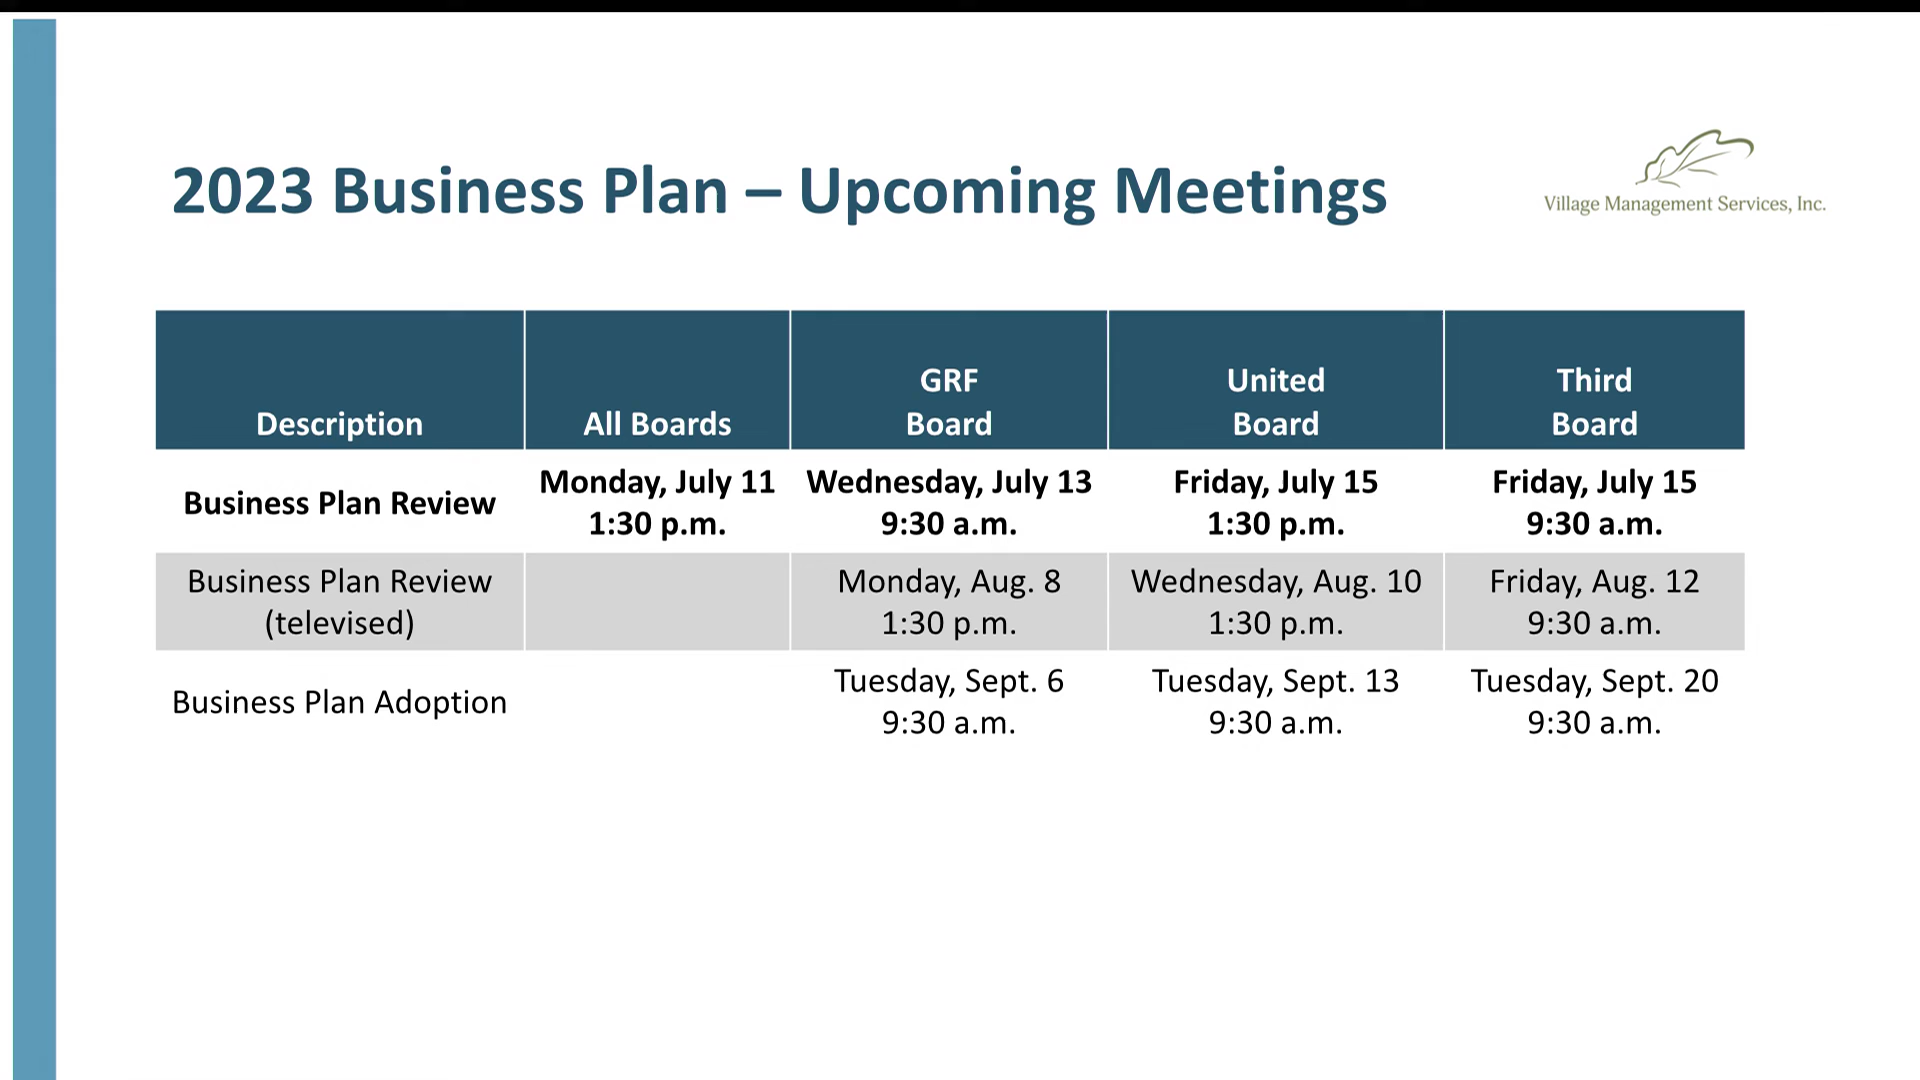 2023 Business Plan – Upcoming Meetings
Village Management Services, Inc.
Description
All Boards
GRF
Board
United
Board
Third
Board
Business Plan Review
Monday, July 11
1:30 p.m.
Wednesday, July 13
9:30 a.m.
Friday, July 15
1:30 p.m.
Friday, July 15
9:30 a.m.
Business Plan Review
(televised)
Monday, Aug. 8
1:30 p.m.
Wednesday, Aug. 10
1:30 p.m.
Friday, Aug. 12
9:30 a.m.
Business Plan Adoption
Tuesday, Sept. 6
9:30 a.m.
Tuesday, Sept. 13
9:30 a.m.
Tuesday, Sept. 20
9:30 a.m.